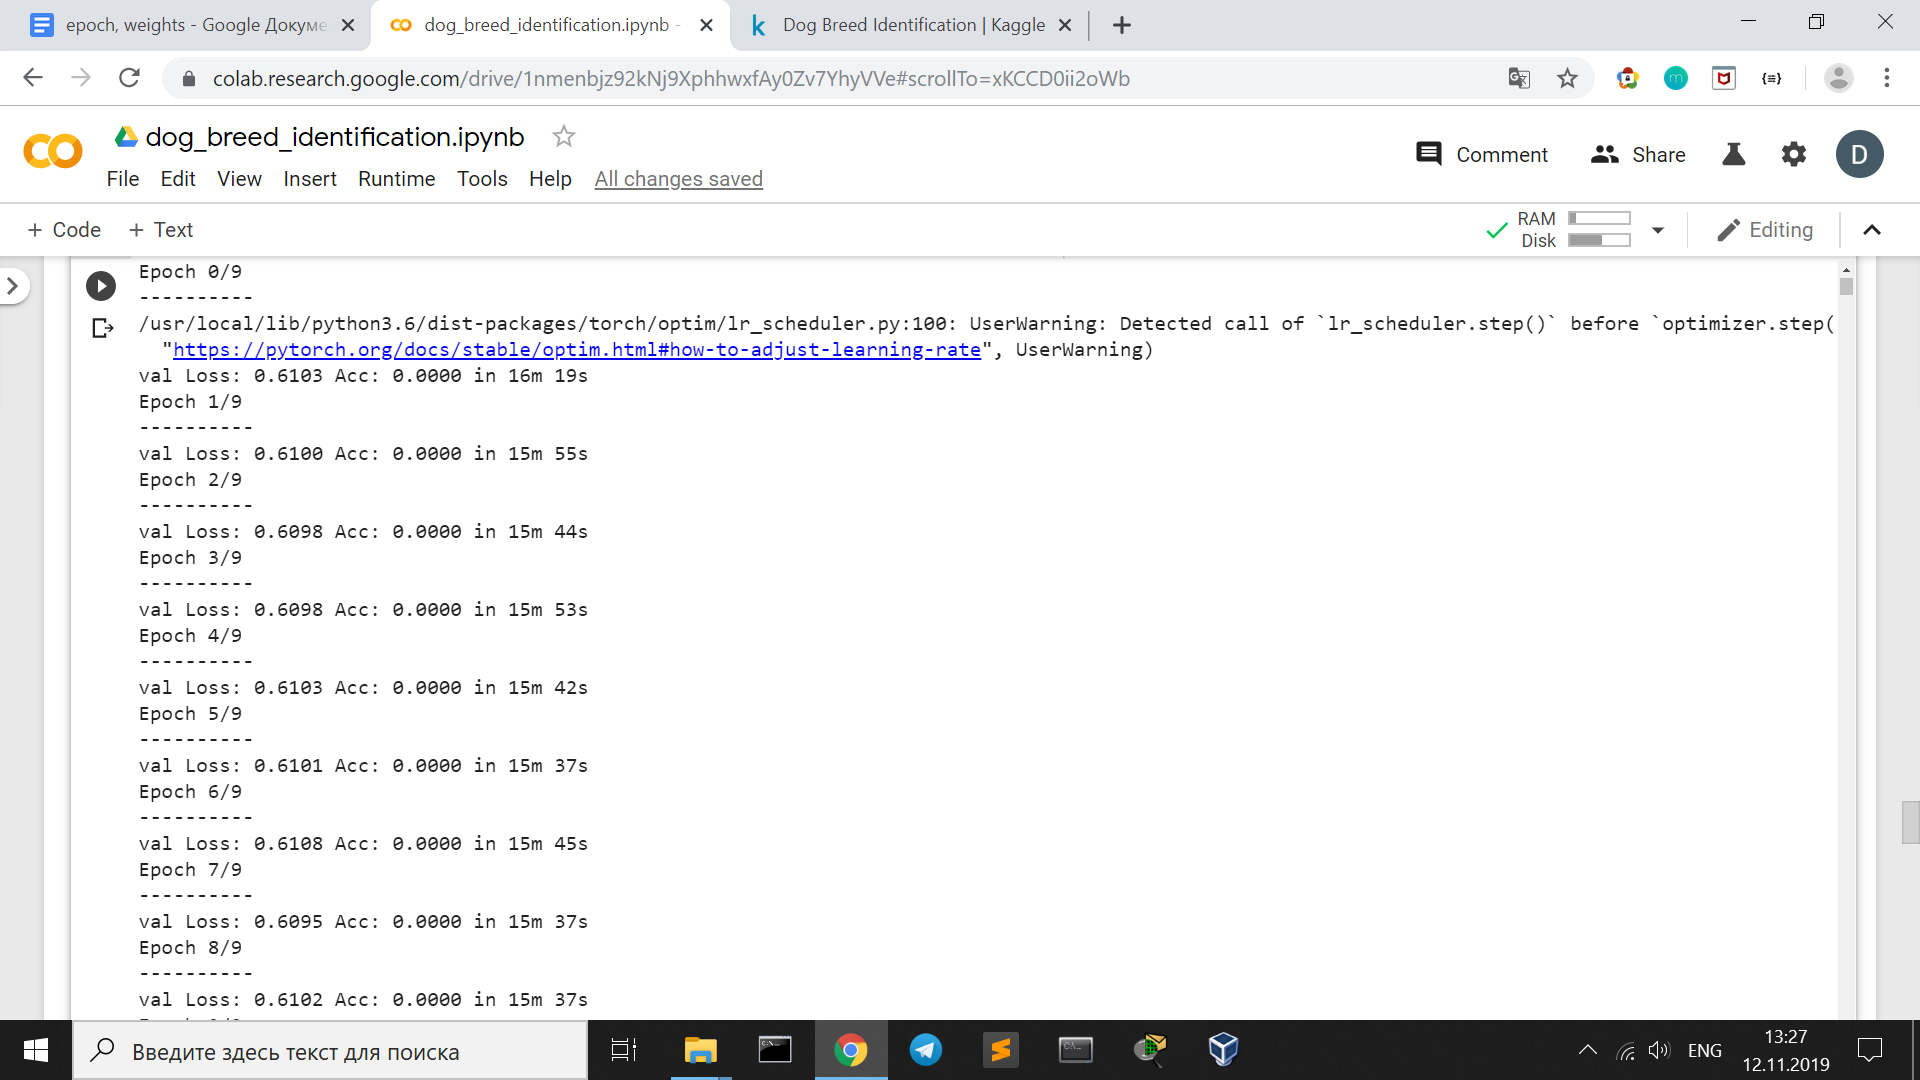 epoch, weights - Google Докуме
dog_breed_identification.ipynb -
Dog Breed Identification | Kaggle
colab.research.google.com/drive/1nmenbjz92kNj9XphhwxfAy0Zv7YhyVVe#scrollTo=xKCCD0ii2oWb
dog_breed_identification.ipynb
File Edit View Insert Runtime Tools Help All changes saved
Comment
Share
D
+ Code
+ Text
RAM
Disk
Editing
Epoch 0/9
----------
/usr/local/lib/python3.6/dist-packages/torch/optim/lr_scheduler.py:100: UserWarning: Detected call of `lr_scheduler.step()` before `optimizer.step(
"https://pytorch.org/docs/stable/optim.html#how-to-adjust-learning-rate", UserWarning)
val Loss: 0.6103 Acc: 0.0000 in 16m 19s
Epoch 1/9
----------
val Loss: 0.6100 Acc: 0.0000 in 15m 55s
Epoch 2/9
----------
val Loss: 0.6098 Acc: 0.0000 in 15m 44s
Epoch 3/9
----------
val Loss: 0.6098 Acc: 0.0000 in 15m 53s
Epoch 4/9
----------
val Loss: 0.6103 Acc: 0.0000 in 15m 42s
Epoch 5/9
----------
val Loss: 0.6101 Acc: 0.0000 in 15m 37s
Epoch 6/9
----------
val Loss: 0.6108 Acc: 0.0000 in 15m 45s
Epoch 7/9
----------
val Loss: 0.6095 Acc: 0.0000 in 15m 37s
Epoch 8/9
----------
val Loss: 0.6102 Acc: 0.0000 in 15m 37s
Введите здесь текст для поиска
ENG
13:27
12.11.2019